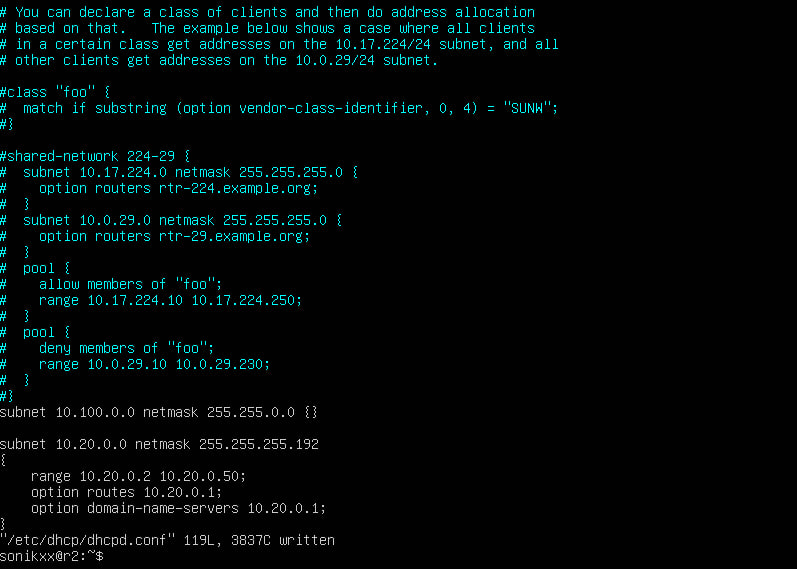 # You can declare a class of clients and then do address allocation
# based on that.   The example below shows a case where all clients
# in a certain class get addresses on the 10.17.224/24 subnet, and all
# other clients get addresses on the 10.0.29/24 subnet.

#class "foo" {
#  match if substring (option vendor-class-identifier, 0, 4) = "SUNW";
#}

#shared-network 224-29 {
#  subnet 10.17.224.0 netmask 255.255.255.0 {
#    option routers rtr-224.example.org;
#  }
#  subnet 10.0.29.0 netmask 255.255.255.0 {
#    option routers rtr-29.example.org;
#  }
#  pool {
#    allow members of "foo";
#    range 10.17.224.10 10.17.224.250;
#  }
#  pool {
#    deny members of "foo";
#    range 10.0.29.10 10.0.29.230;
#  }
#}
subnet 10.100.0.0 netmask 255.255.0.0 {}

subnet 10.20.0.0 netmask 255.255.255.192
{
    range 10.20.0.2 10.20.0.50;
    option routes 10.20.0.1;
    option domain-name-servers 10.20.0.1;
}
"/etc/dhcp/dhcpd.conf" 119L, 3837C written
sonikxx@r2:~$